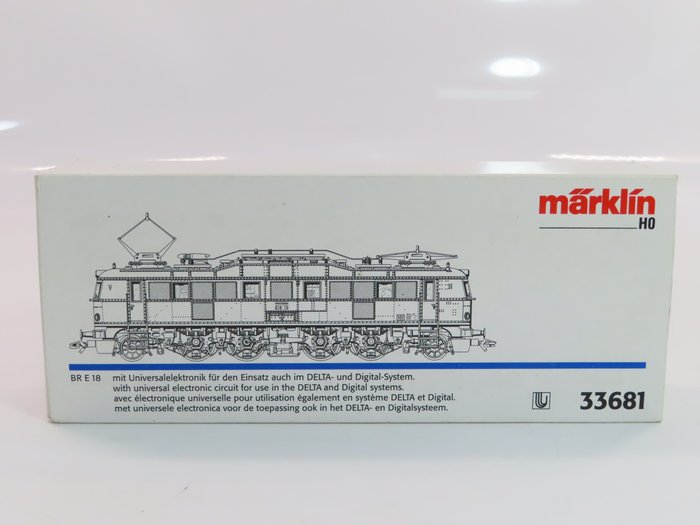 märklin
HO
BR E 18 mit Universalelektronik für den Einsatz auch im DELTA- und Digital-System.
with universal electronic circuit for use in the DELTA and Digital systems.
avec électronique universelle pour utilisation également en système DELTA et Digital.
met universele electronica voor de toepassing ook in het DELTA- en Digitalsysteem.
U 33681